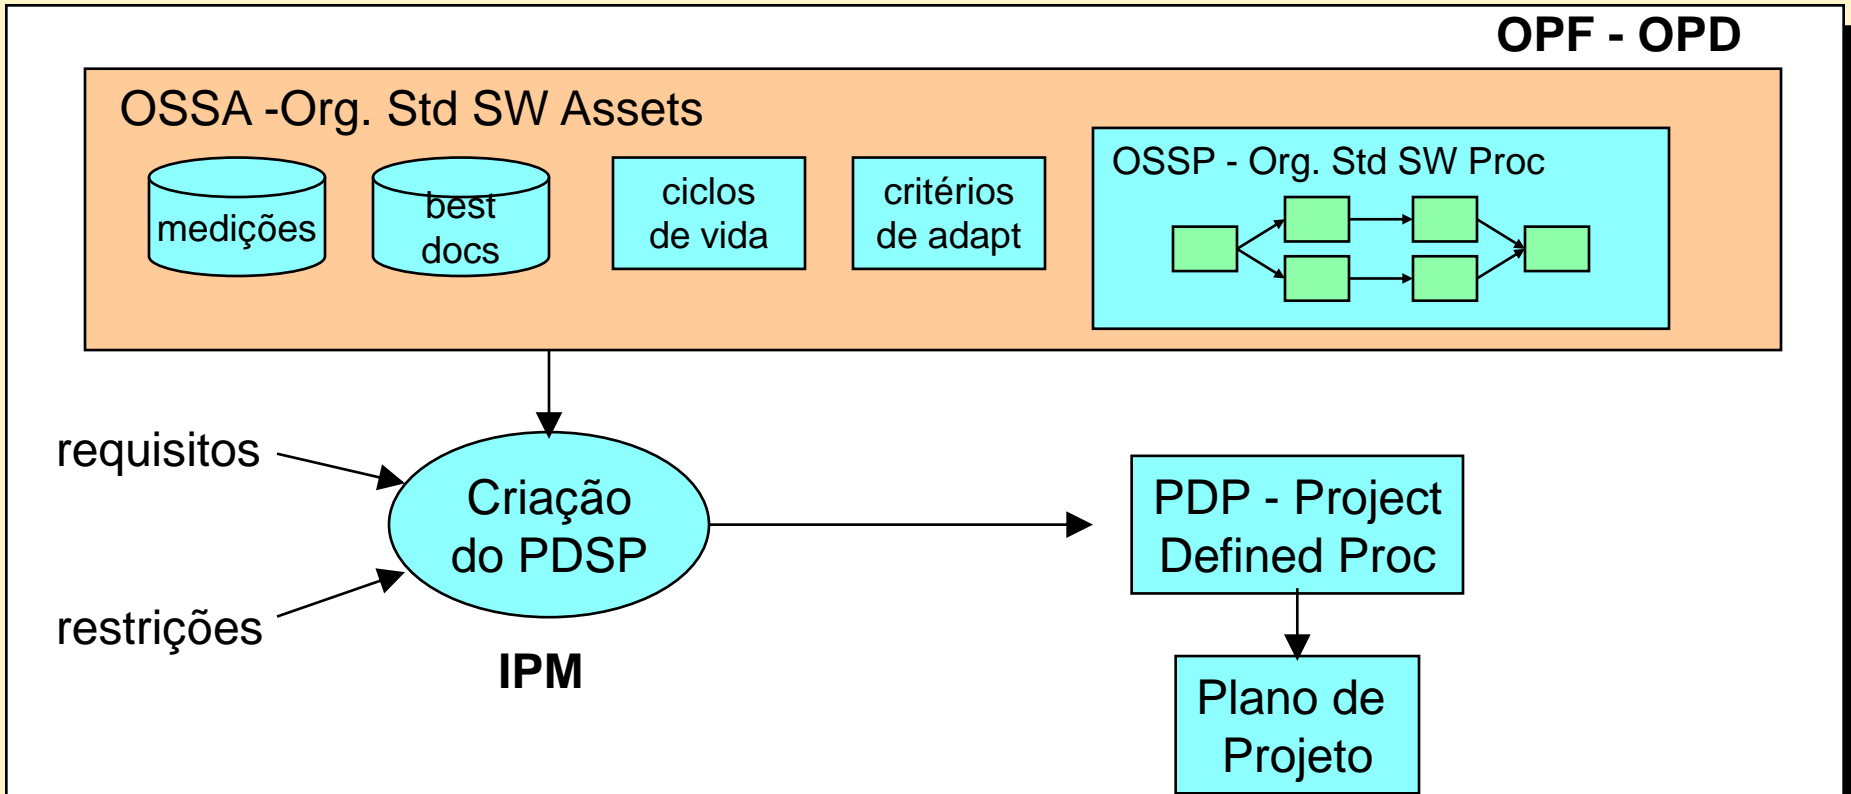 OPF - OPD
OSSA -Org. Std SW Assets
medições
best
docs
ciclos
de vida
critérios
de adapt
OSSP - Org. Std SW Proc
requisitos
restrições
Criação
do PDSP
IPM
PDP - Project
Defined Proc
Plano de
Projeto